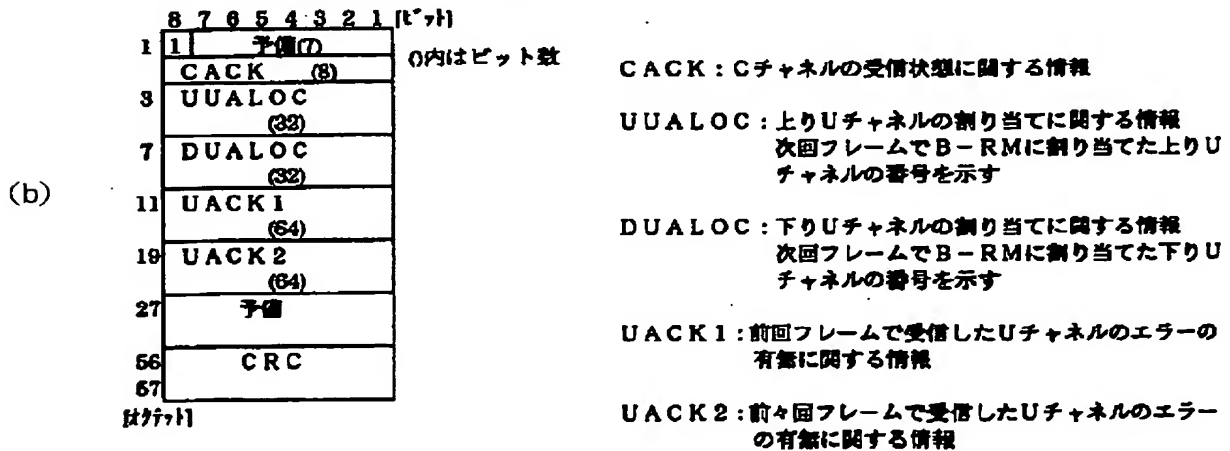 8 7 6 5 4 3 2 1 [ビット]
1 1 予備(7)
()内はビット数
CACK (8)
3 UUALOC
(32)
7 DUALOC
(32)
(b)
11 UACK1
(64)
19 UACK2
(64)
27 予備
56 CRC
57
[オクテット]
CACK:Cチャネルの受信状態に関する情報
UUALOC:上りUチャネルの割り当てに関する情報
次回フレームでB-RMに割り当てた上りU
チャネルの番号を示す
DUALOC:下りUチャネルの割り当てに関する情報
次回フレームでB-RMに割り当てた下りU
チャネルの番号を示す
UACK1:前回フレームで受信したUチャネルのエラーの
有無に関する情報
UACK2:前々回フレームで受信したUチャネルのエラー
の有無に関する情報